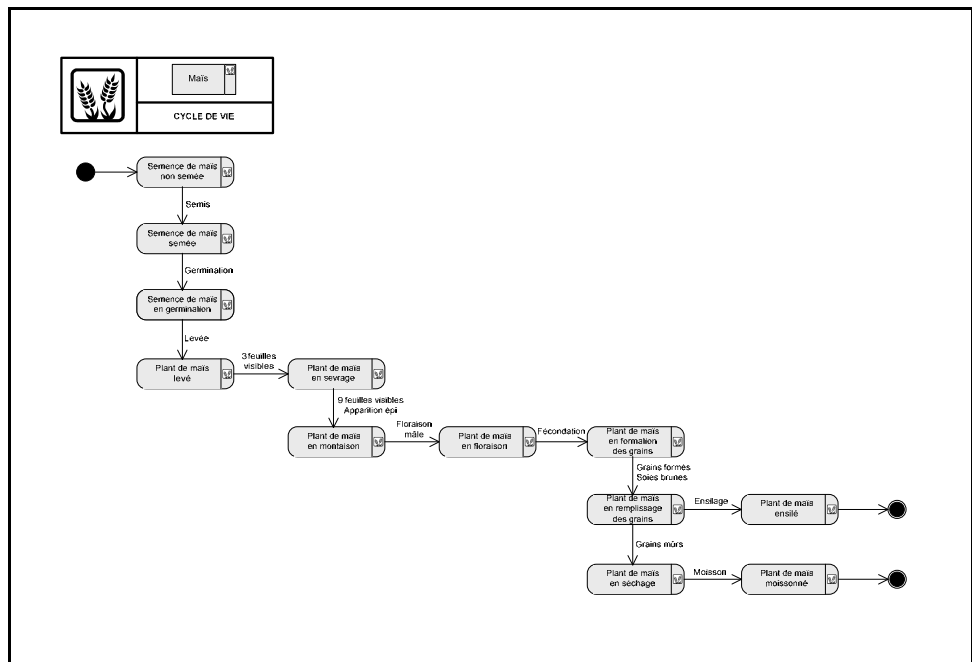 Maïs
CYCLE DE VIE
Semence de maïs
non semée
Semis
Semence de maïs
semée
Germination
Semence de maïs
en germination
Levée
Plant de maïs
levé
3 feuilles
visibles
Plant de maïs
en sevrage
9 feuilles visibles
Apparition épi
Plant de maïs
en montaison
Floraison
mâle
Plant de maïs
en floraison
Fécondation
Plant de maïs
en formation
des grains
Grains formés
Soies brunes
Plant de maïs
en remplissage
des grains
Ensilage
Plant de maïs
ensilé
Grains mûrs
Plant de maïs
en séchage
Moisson
Plant de maïs
moissonné